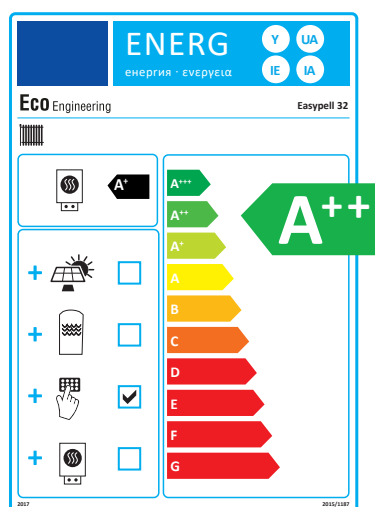 ENERG
енергия · ενεργεια
Y
UA
IE
IA
Eco Engineering
Easypell 32
A+
A+++
A++
A+
A
B
C
D
E
F
G
A++
2017
2015/1187